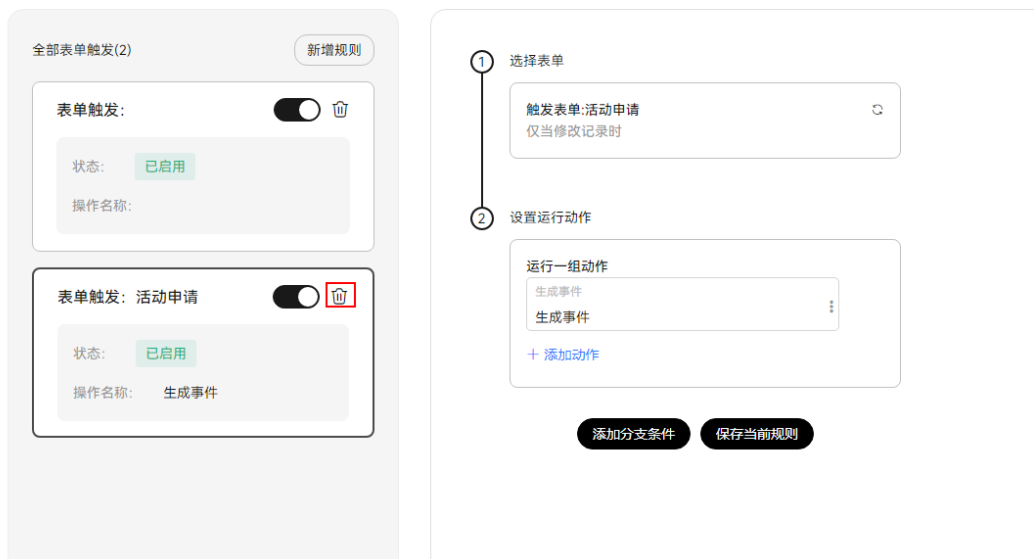 全部表单触发(2)
新增规则
表单触发:
状态:
已启用
操作名称:
表单触发: 活动申请
状态:
已启用
操作名称:
生成事件
1
选择表单
触发表单:活动申请
仅当修改记录时
2
设置运行动作
运行一组动作
生成事件
生成事件
添加动作
添加分支条件
保存当前规则